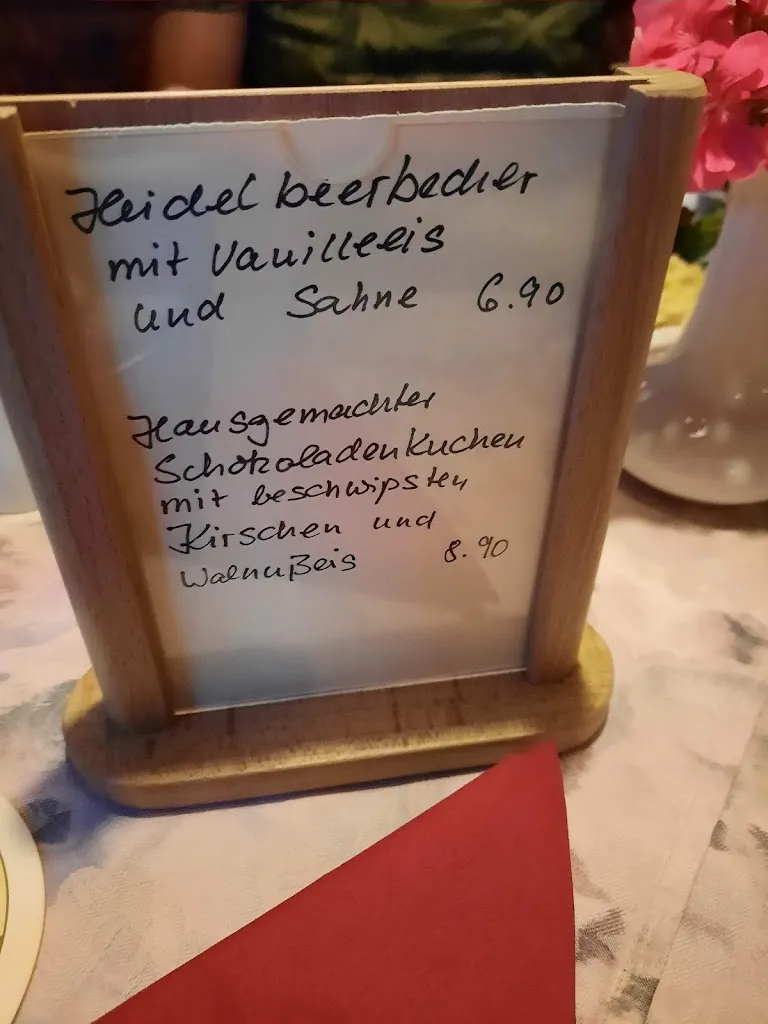 Heidelbeerbecher
mit Vanilleeis
und Sahne 6.90
Hausgemachter
Schokoladenkuchen
mit beschwipsten
Kirschen und
Walnußeis 8.90